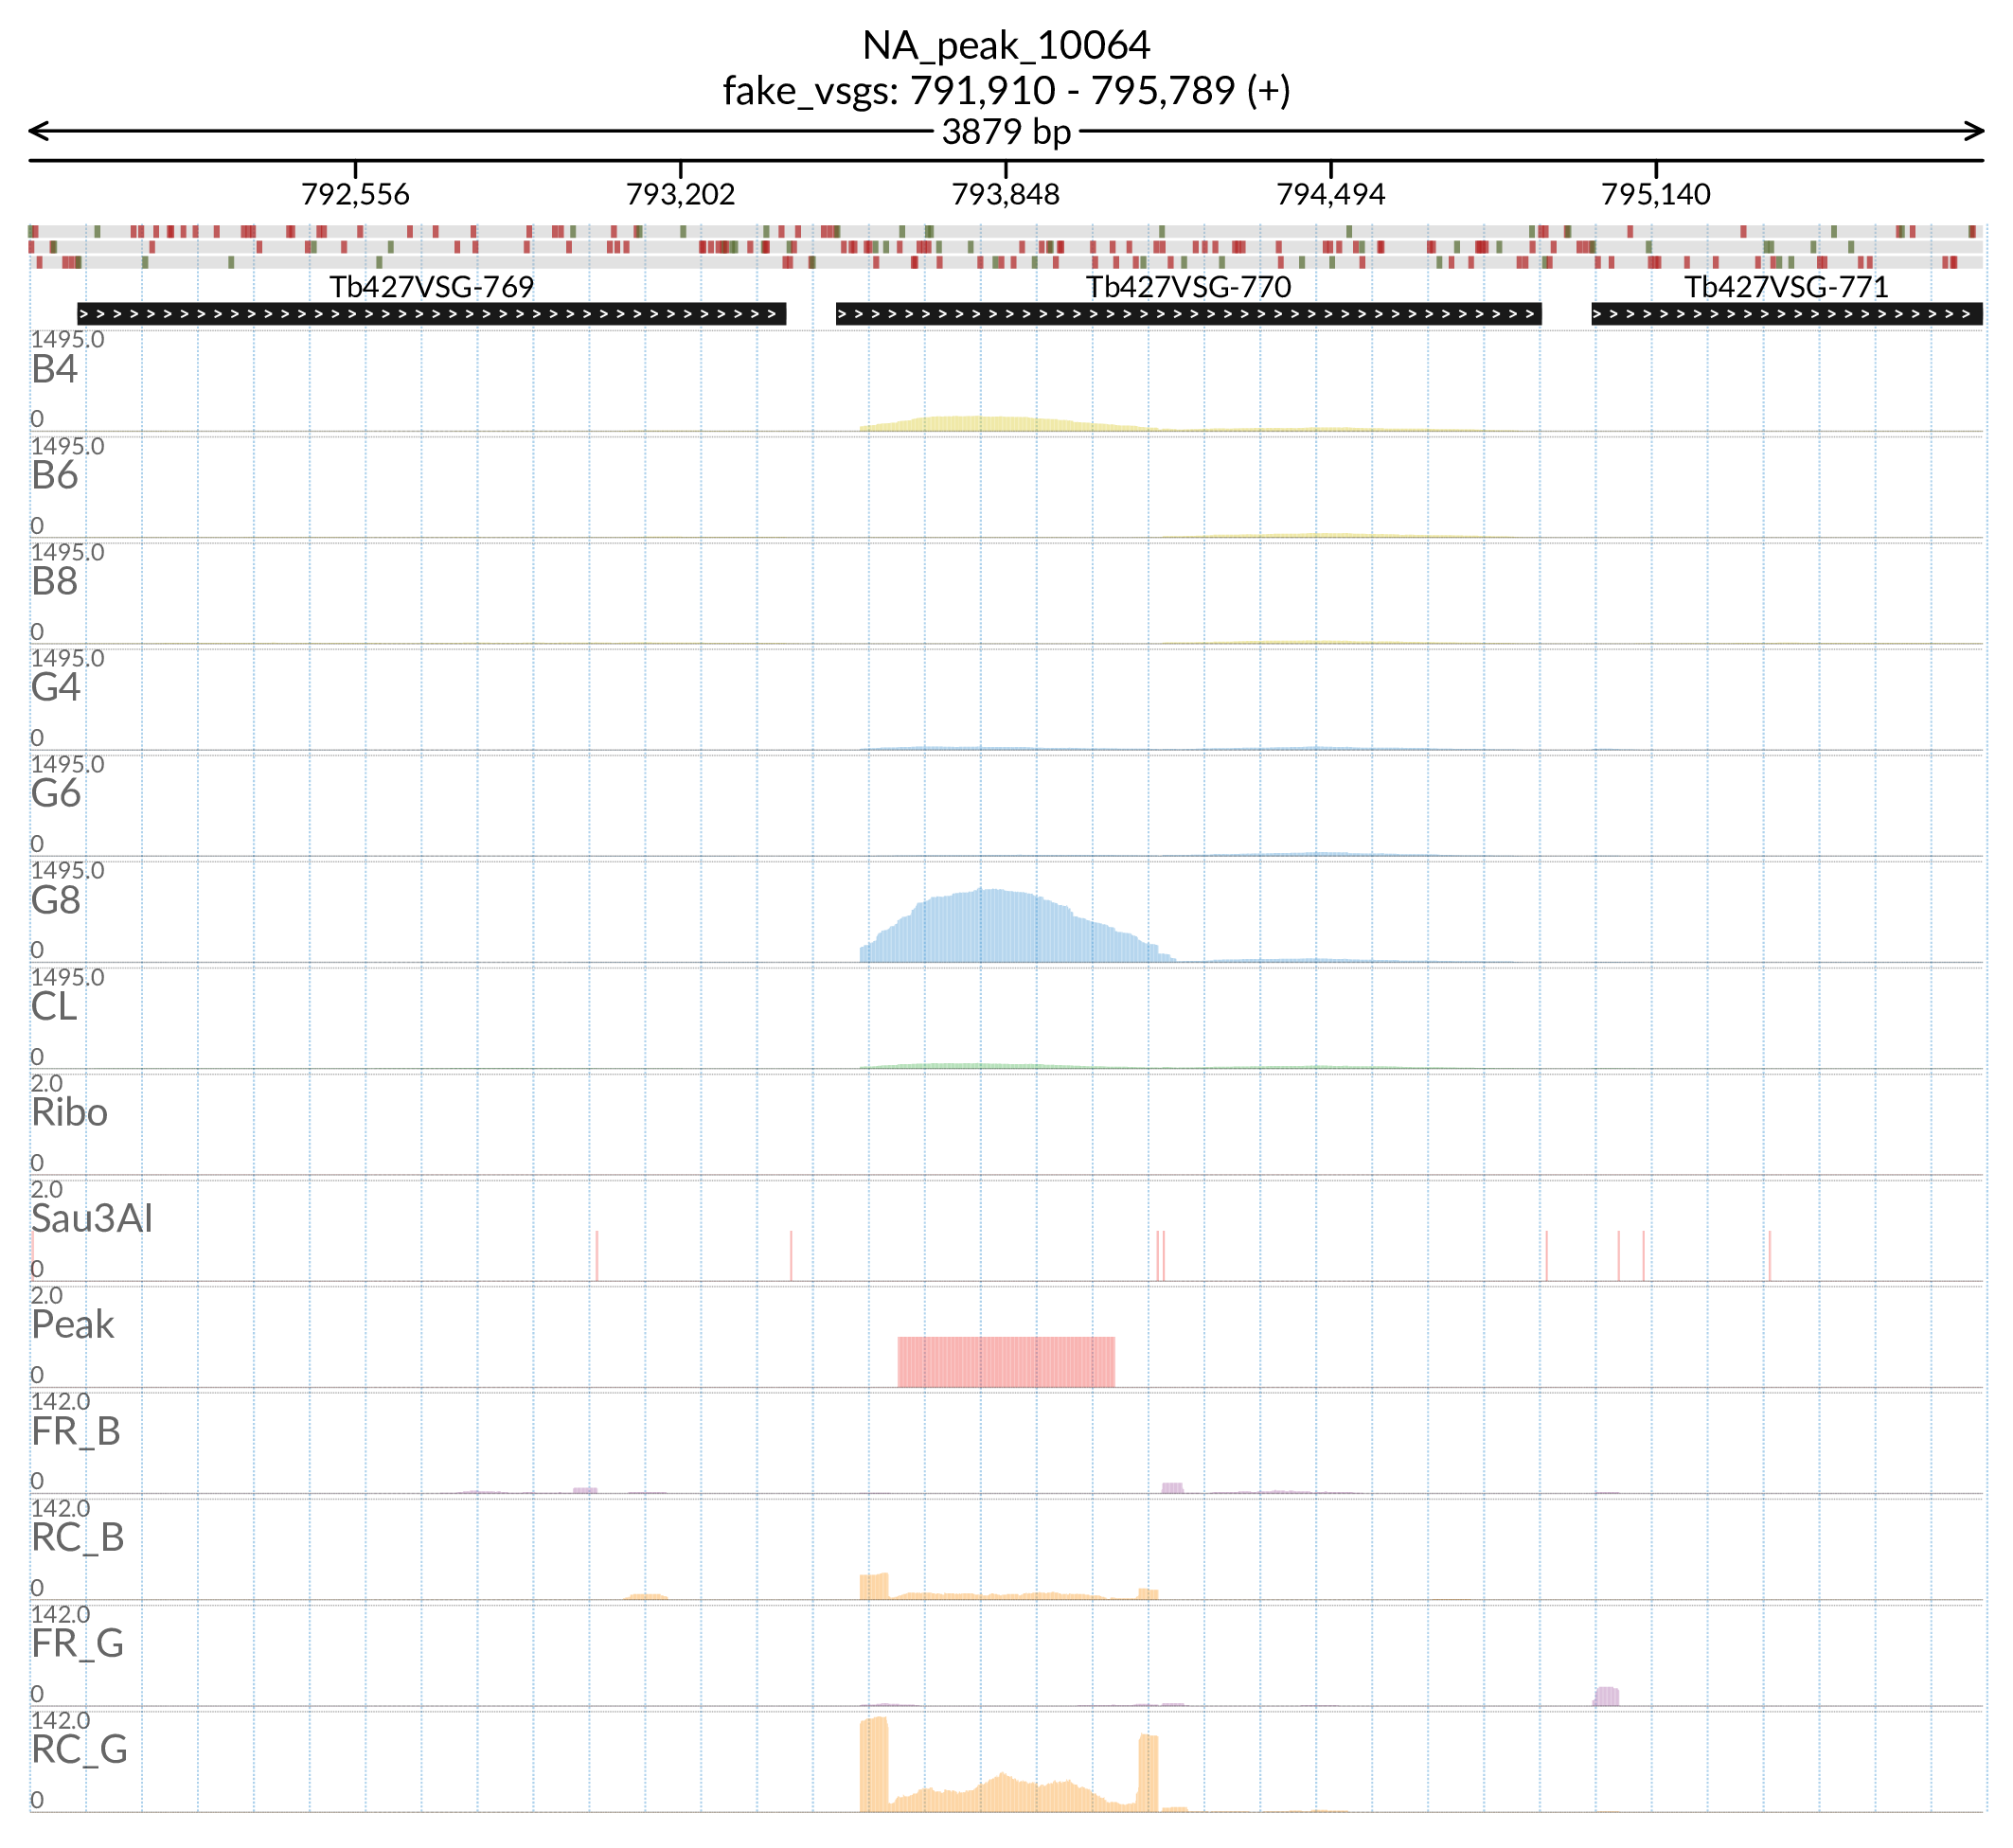 NA_peak_10064
fake_vsgs: 791,910 - 795,789 (+)
3879 bp
792,556 793,202 793,848 794,494 795,140
Tb427VSG-769 Tb427VSG-770 Tb427VSG-771
1495.0
B4
0
1495.0
B6
0
1495.0
B8
0
1495.0
G4
0
1495.0
G6
0
1495.0
G8
0
1495.0
CL
0
2.0
Ribo
0
2.0
Sau3AI
0
2.0
Peak
0
142.0
FR_B
0
142.0
RC_B
0
142.0
FR_G
0
142.0
RC_G
0